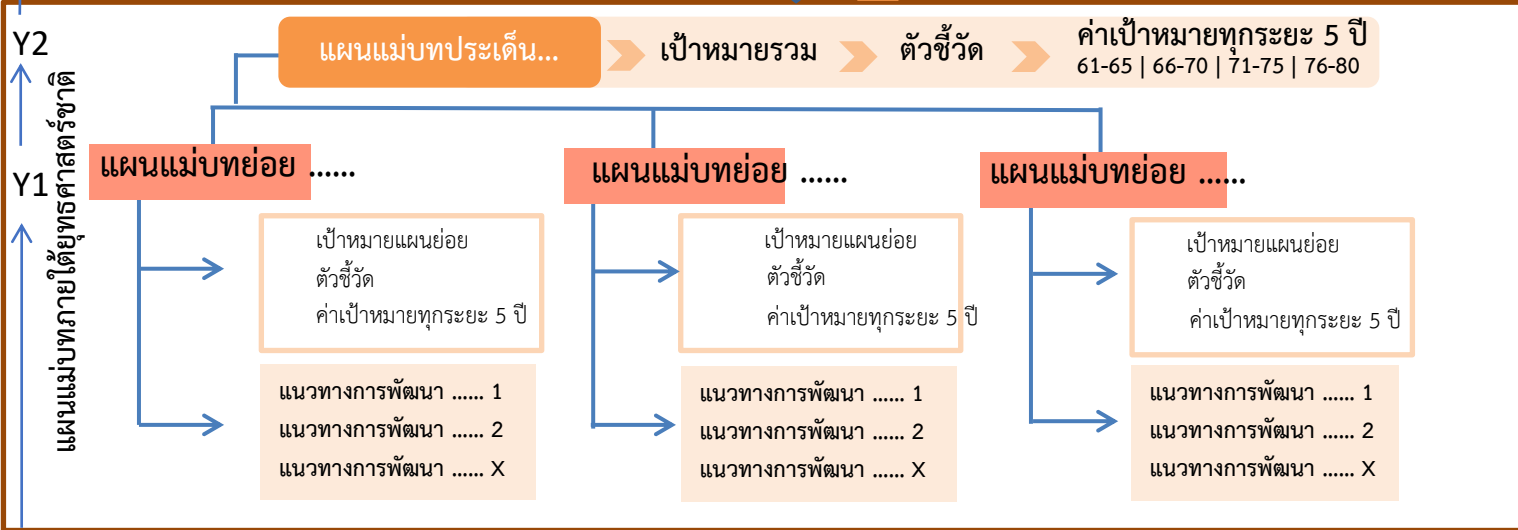 Y2
แผนแม่บทประเด็น...
เป้าหมายรวม
ตัวชี้วัด
ค่าเป้าหมายทุกระยะ 5 ปี
61-65 | 66-70 | 71-75 | 76-80
Y1
แผนแม่บทภายใต้ยุทธศาสตร์ชาติ
แผนแม่บทย่อย ......
เป้าหมายแผนย่อย
ตัวชี้วัด
ค่าเป้าหมายทุกระยะ 5 ปี
แนวทางการพัฒนา ...... 1
แนวทางการพัฒนา ...... 2
แนวทางการพัฒนา ...... X
แผนแม่บทย่อย ......
เป้าหมายแผนย่อย
ตัวชี้วัด
ค่าเป้าหมายทุกระยะ 5 ปี
แนวทางการพัฒนา ...... 1
แนวทางการพัฒนา ...... 2
แนวทางการพัฒนา ...... X
แผนแม่บทย่อย ......
เป้าหมายแผนย่อย
ตัวชี้วัด
ค่าเป้าหมายทุกระยะ 5 ปี
แนวทางการพัฒนา ...... 1
แนวทางการพัฒนา ...... 2
แนวทางการพัฒนา ...... X